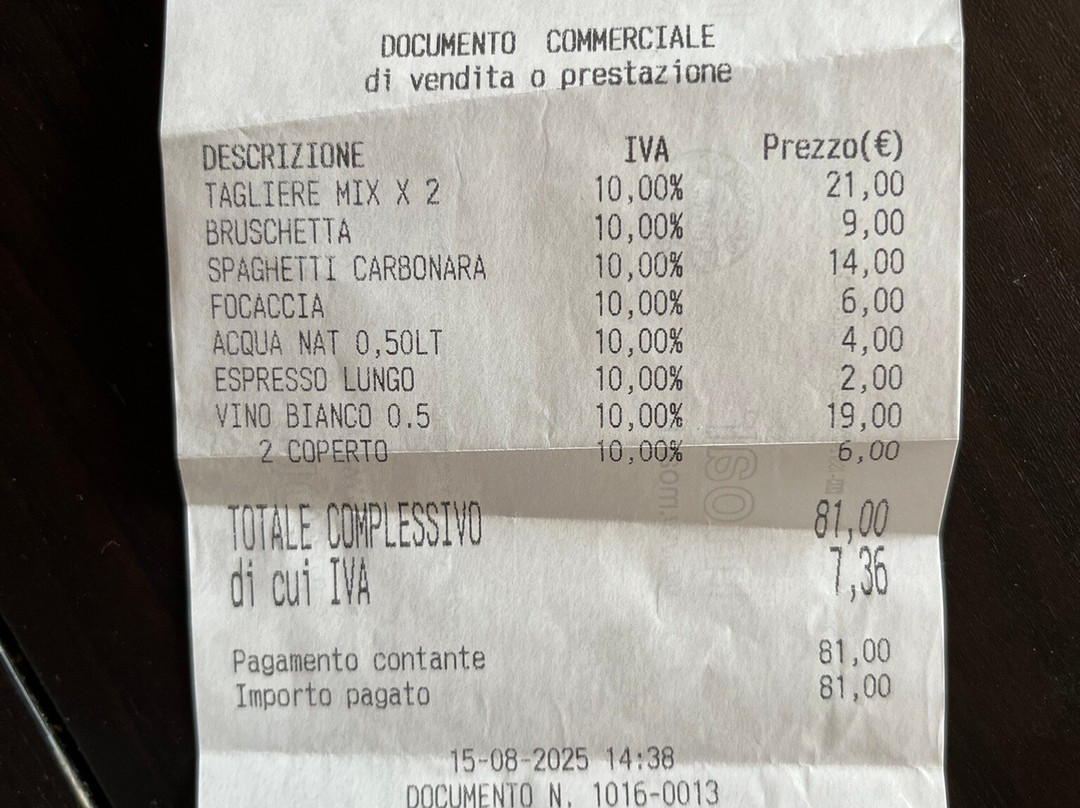 DOCUMENTO COMMERCIALE
di vendita o prestazione
DESCRIZIONE IVA Prezzo(€)
TAGLIERE MIX X 2 10,00% 21,00
BRUSCHETTA 10,00% 9,00
SPAGHETTI CARBONARA 10,00% 14,00
FOCACCIA 10,00% 6,00
ACQUA NAT 0,50LT 10,00% 4,00
ESPRESSO LUNGO 10,00% 2,00
VINO BIANCO 0.5 10,00% 19,00
2 COPERTO 10,00% 6,00
TOTALE COMPLESSIVO 81,00
di cui IVA 7,36
Pagamento contante 81,00
Importo pagato 81,00
15-08-2025 14:38
DOCUMENTO N. 1016-0013